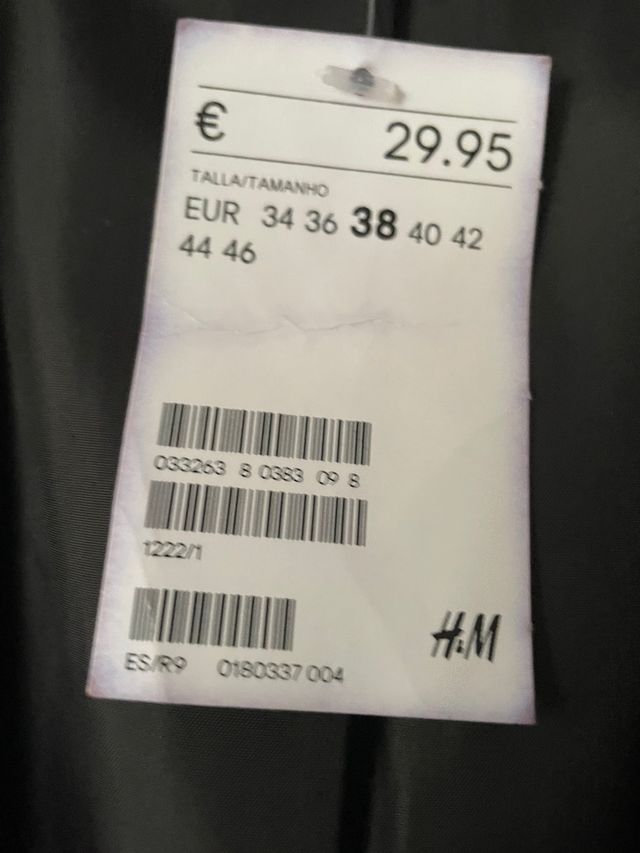 € 29.95
TALLA/TAMANHO
EUR 34 36 38 40 42
44 46
033263 8 0383 09 8
1222/1
ES/R9 0180337 004
H&M